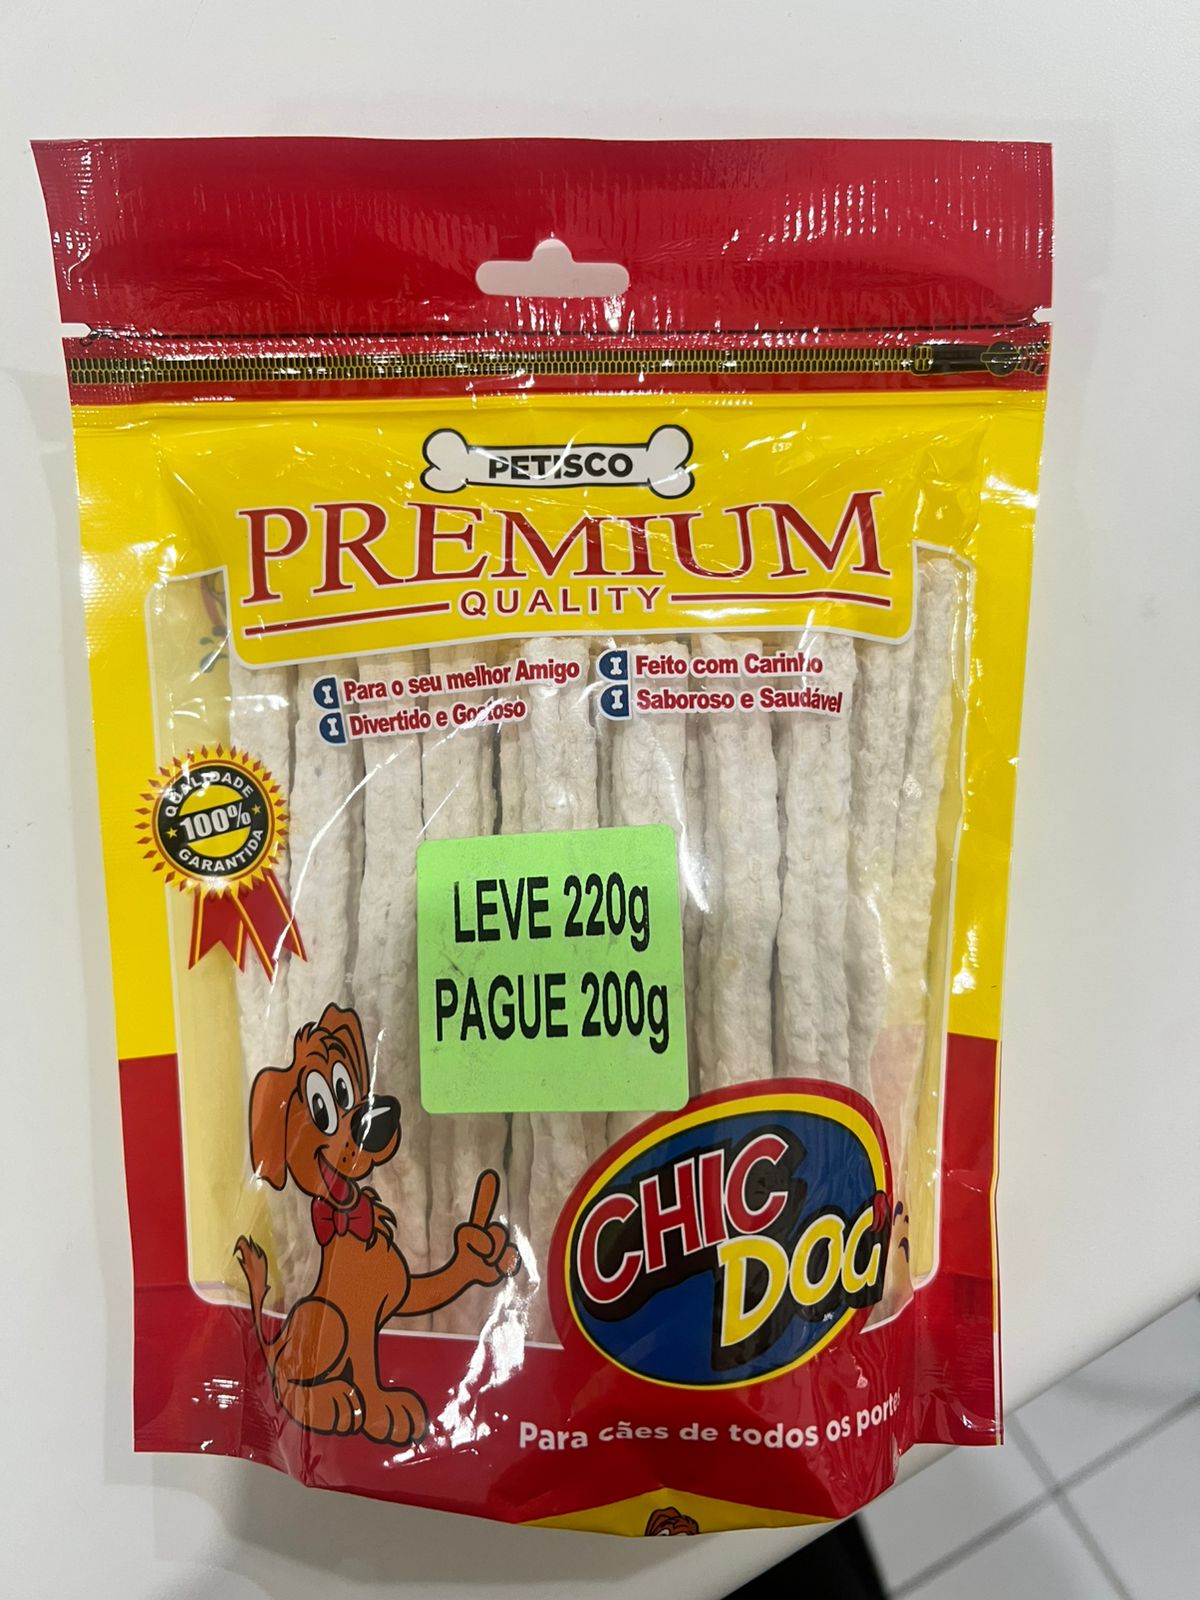 PETISCO
PREMIUM
QUALITY
Para o seu melhor Amigo
Divertido e Gostoso
Feito com Carinho
Saboroso e Saudável
QUALIDADE
100%
GARANTIDA
LEVE 220g
PAGUE 200g
CHIC
DOG
Para cães de todos os portes